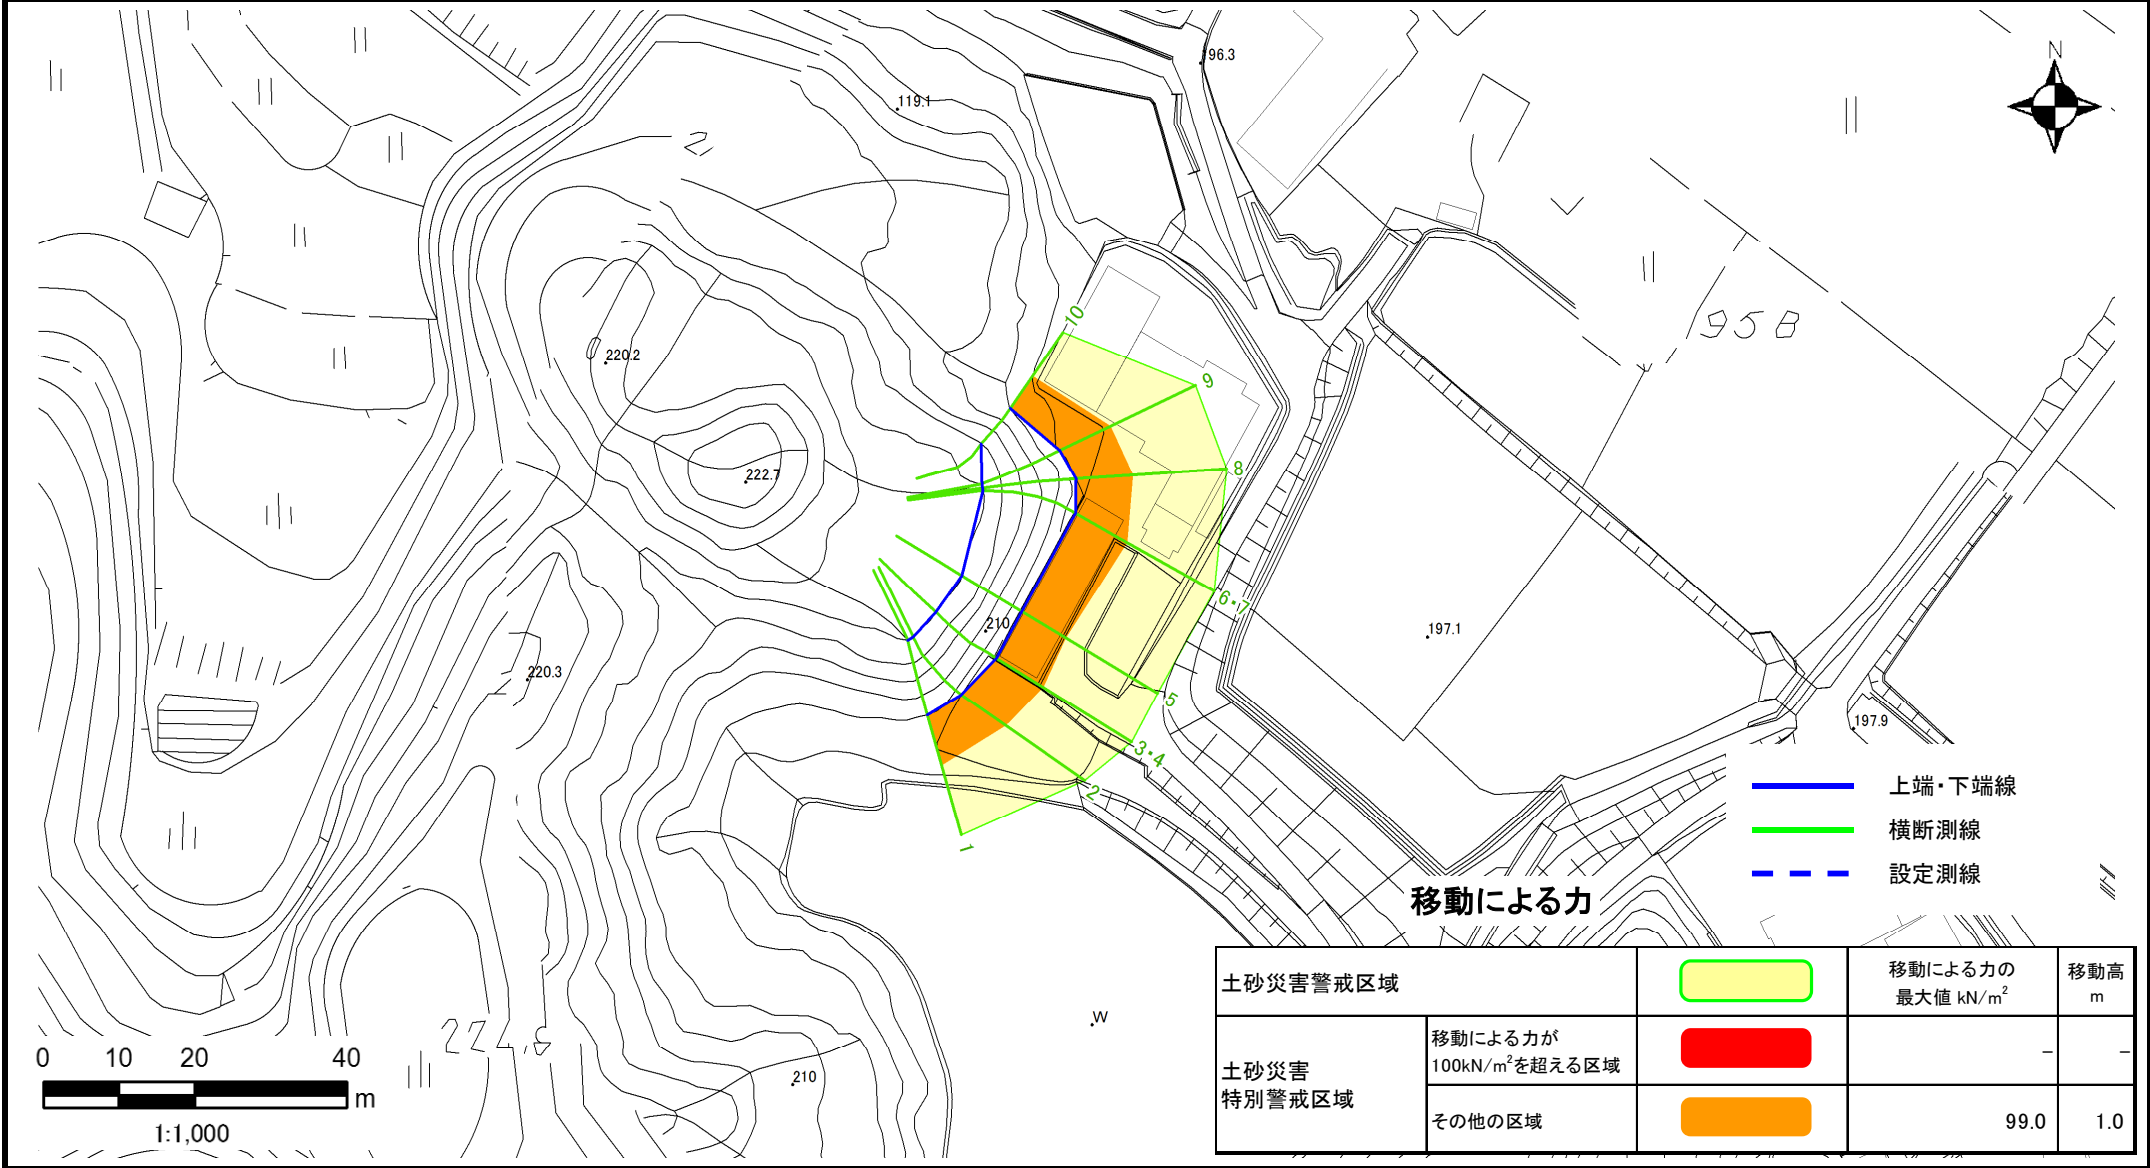 N
96.3
119.1
2
958
10
9
220.2
8
222.7
6・7
210
197.1
220.3
5
197.9
3・4
2
1
上端・下端線
横断測線
設定測線
移動による力
土砂災害警戒区域
移動による力の
最大値 kN/m²
移動高
m
W
0 10 20 40
m
1:1,000
210
土砂災害
特別警戒区域
移動による力が
100kN/m²を超える区域
－ －
その他の区域
99.0 1.0